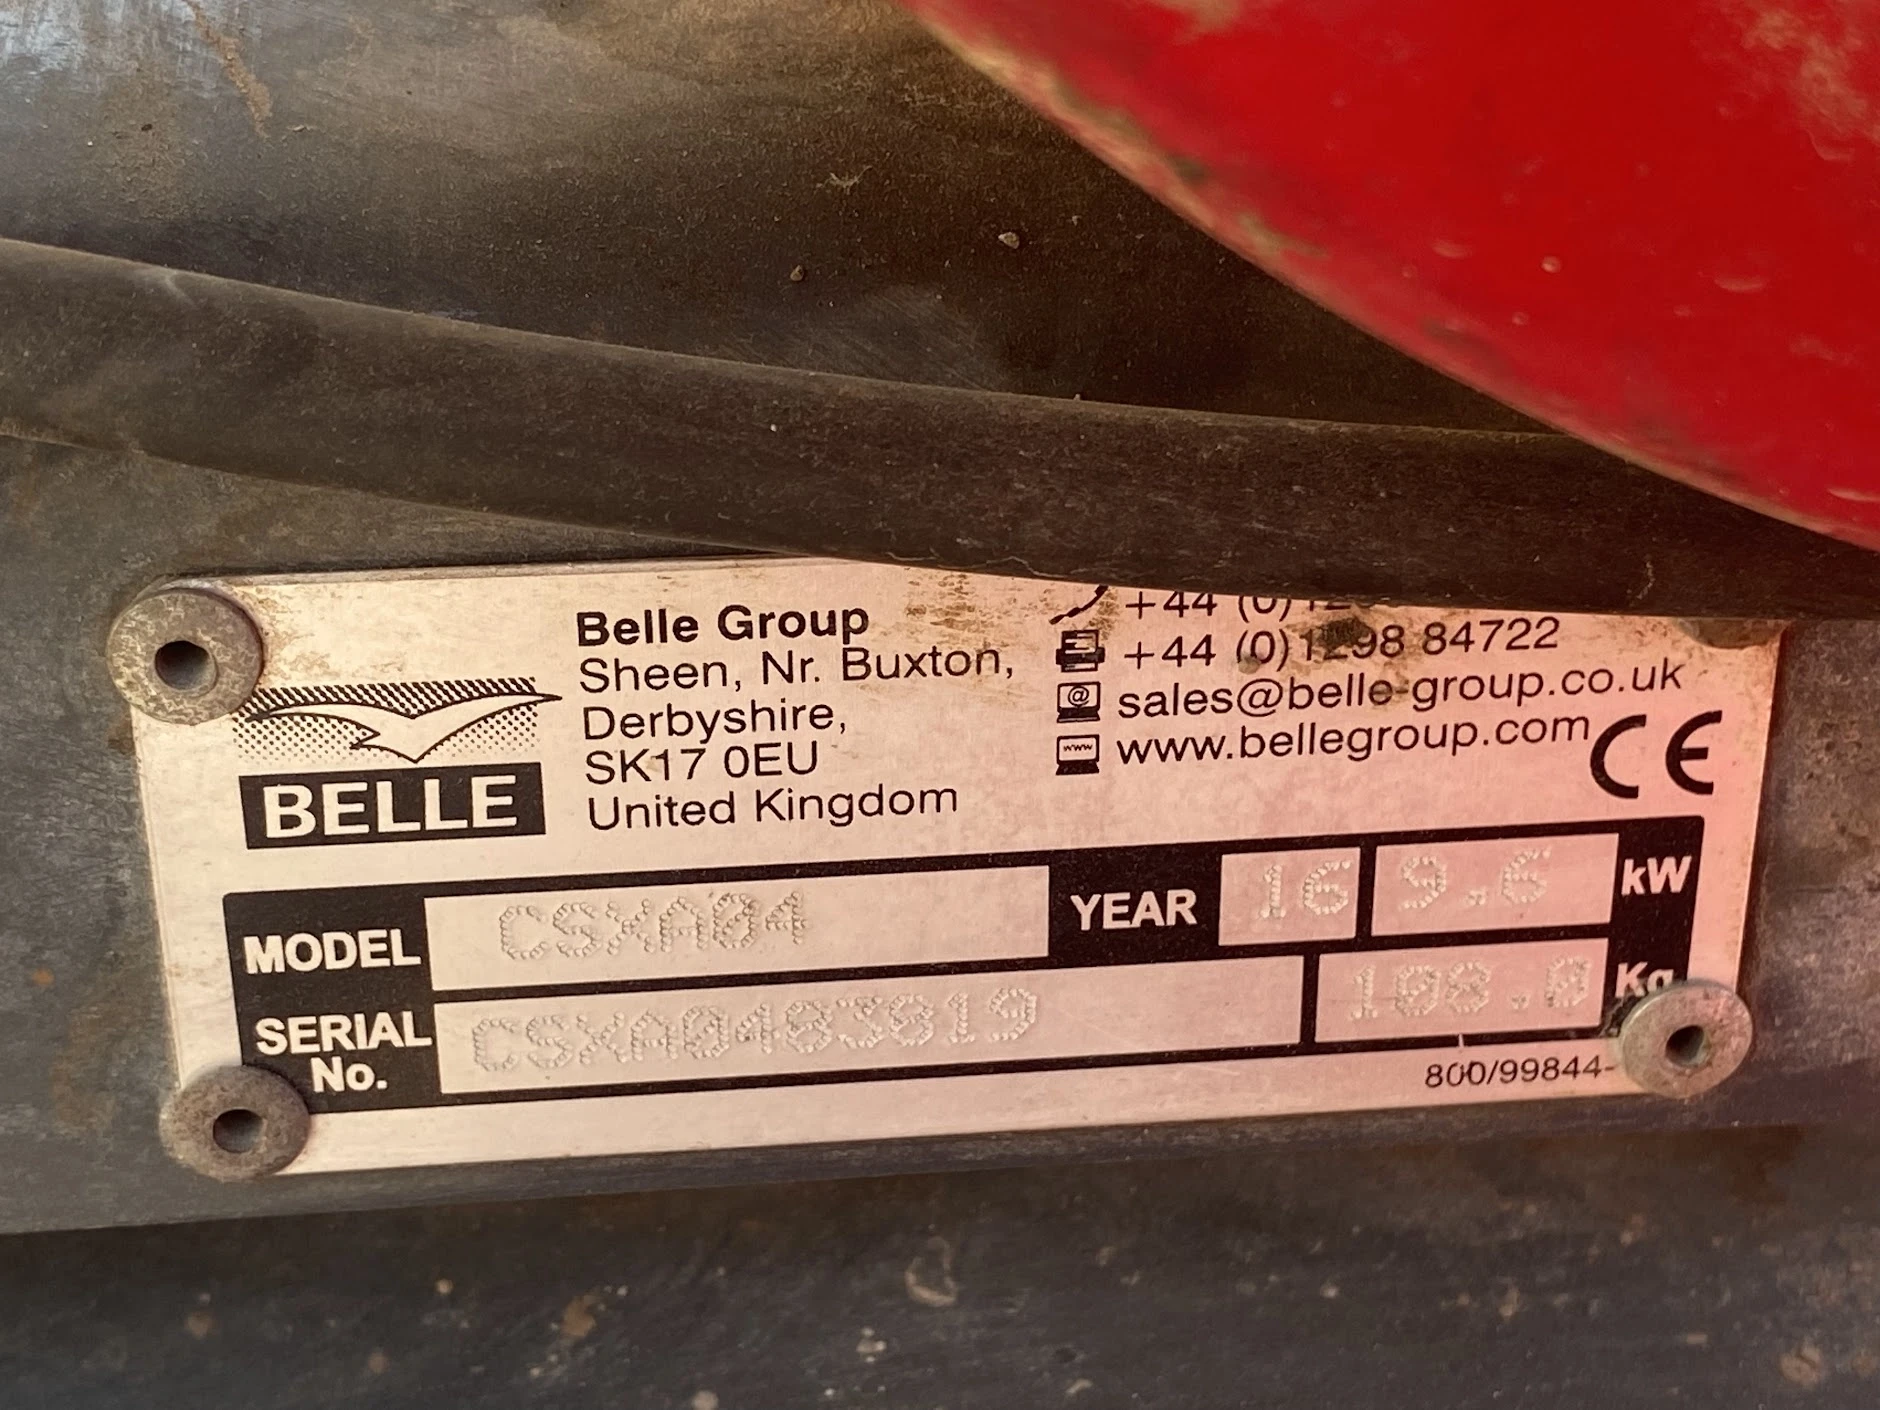 BELLE
Belle Group
Sheen, Nr. Buxton,
Derbyshire,
SK17 0EU
United Kingdom
+44 (0)
+44 (0)1298 84722
sales@belle-group.co.uk
www.bellegroup.com
CE
MODEL CSXA04 YEAR 16 9.6 kW
SERIAL No. CSXA0483819 108.0 Kg
800/99844-